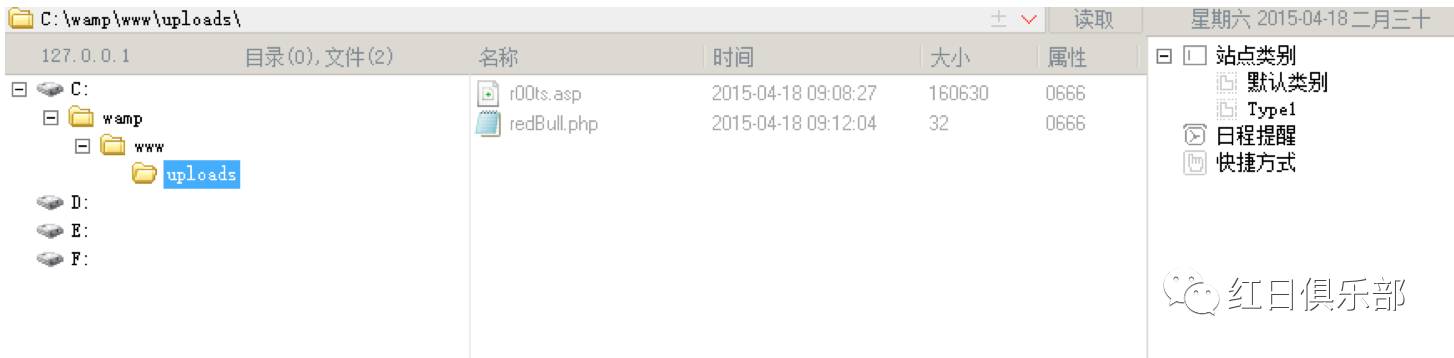 C:\wamp\www\uploads\ 读取 星期六 2015-04-18 二月三十
127.0.0.1 目录(0),文件(2) 名称 时间 大小 属性
C:
wamp
www
uploads
D:
E:
F:
r00ts.asp 2015-04-18 09:08:27 160630 0666
redBull.php 2015-04-18 09:12:04 32 0666
站点类别
默认类别
Type1
日程提醒
快捷方式
红日俱乐部